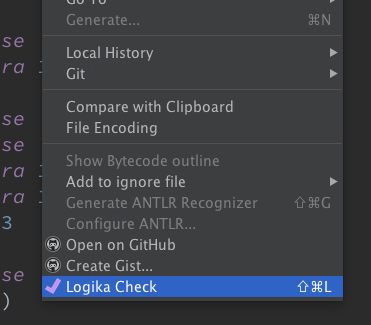 Go To
Generate... ⌘N
se
Local History
ra
Git
Compare with Clipboard
se
File Encoding
se
Show Bytecode outline
ra
Add to ignore file
ra
Generate ANTLR Recognizer ⇧⌘G
3
Configure ANTLR...
Open on GitHub
se
Create Gist...
)
Logika Check ⇧⌘L